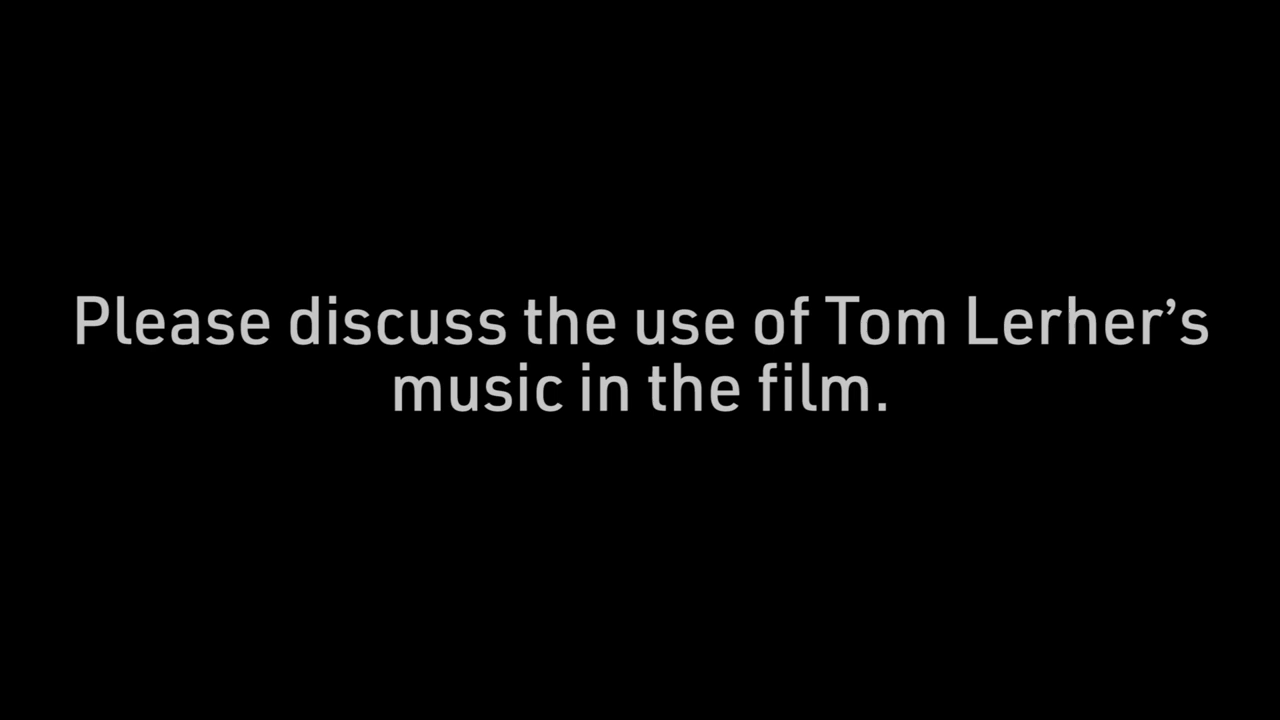 Please discuss the use of Tom Lerher’s
music in the film.